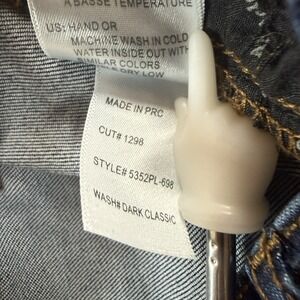 A BASSE TEMPERATURE
US: HAND OR
MACHINE WASH IN COLD
WATER INSIDE OUT WITH
SIMILAR COLORS
DRY LOW
MADE IN PRC
CUT# 1298
STYLE# 5352PL-698
WASH# DARK CLASSIC